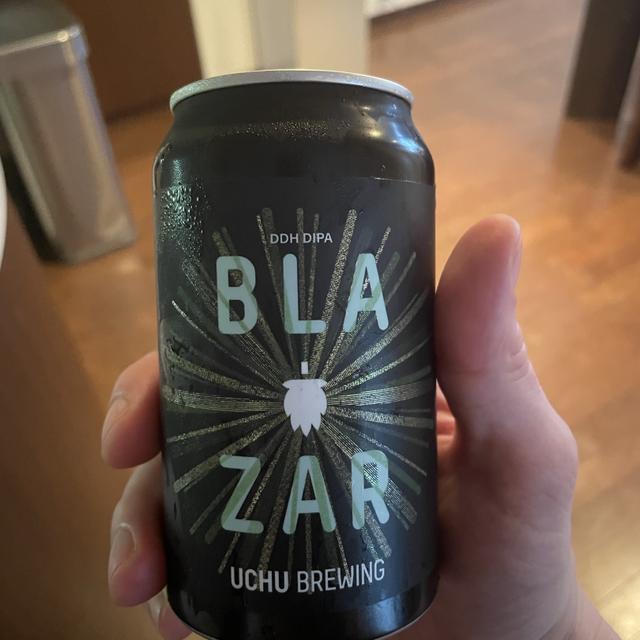 DDH DIPA
BLA
ZAR
UCHU BREWING